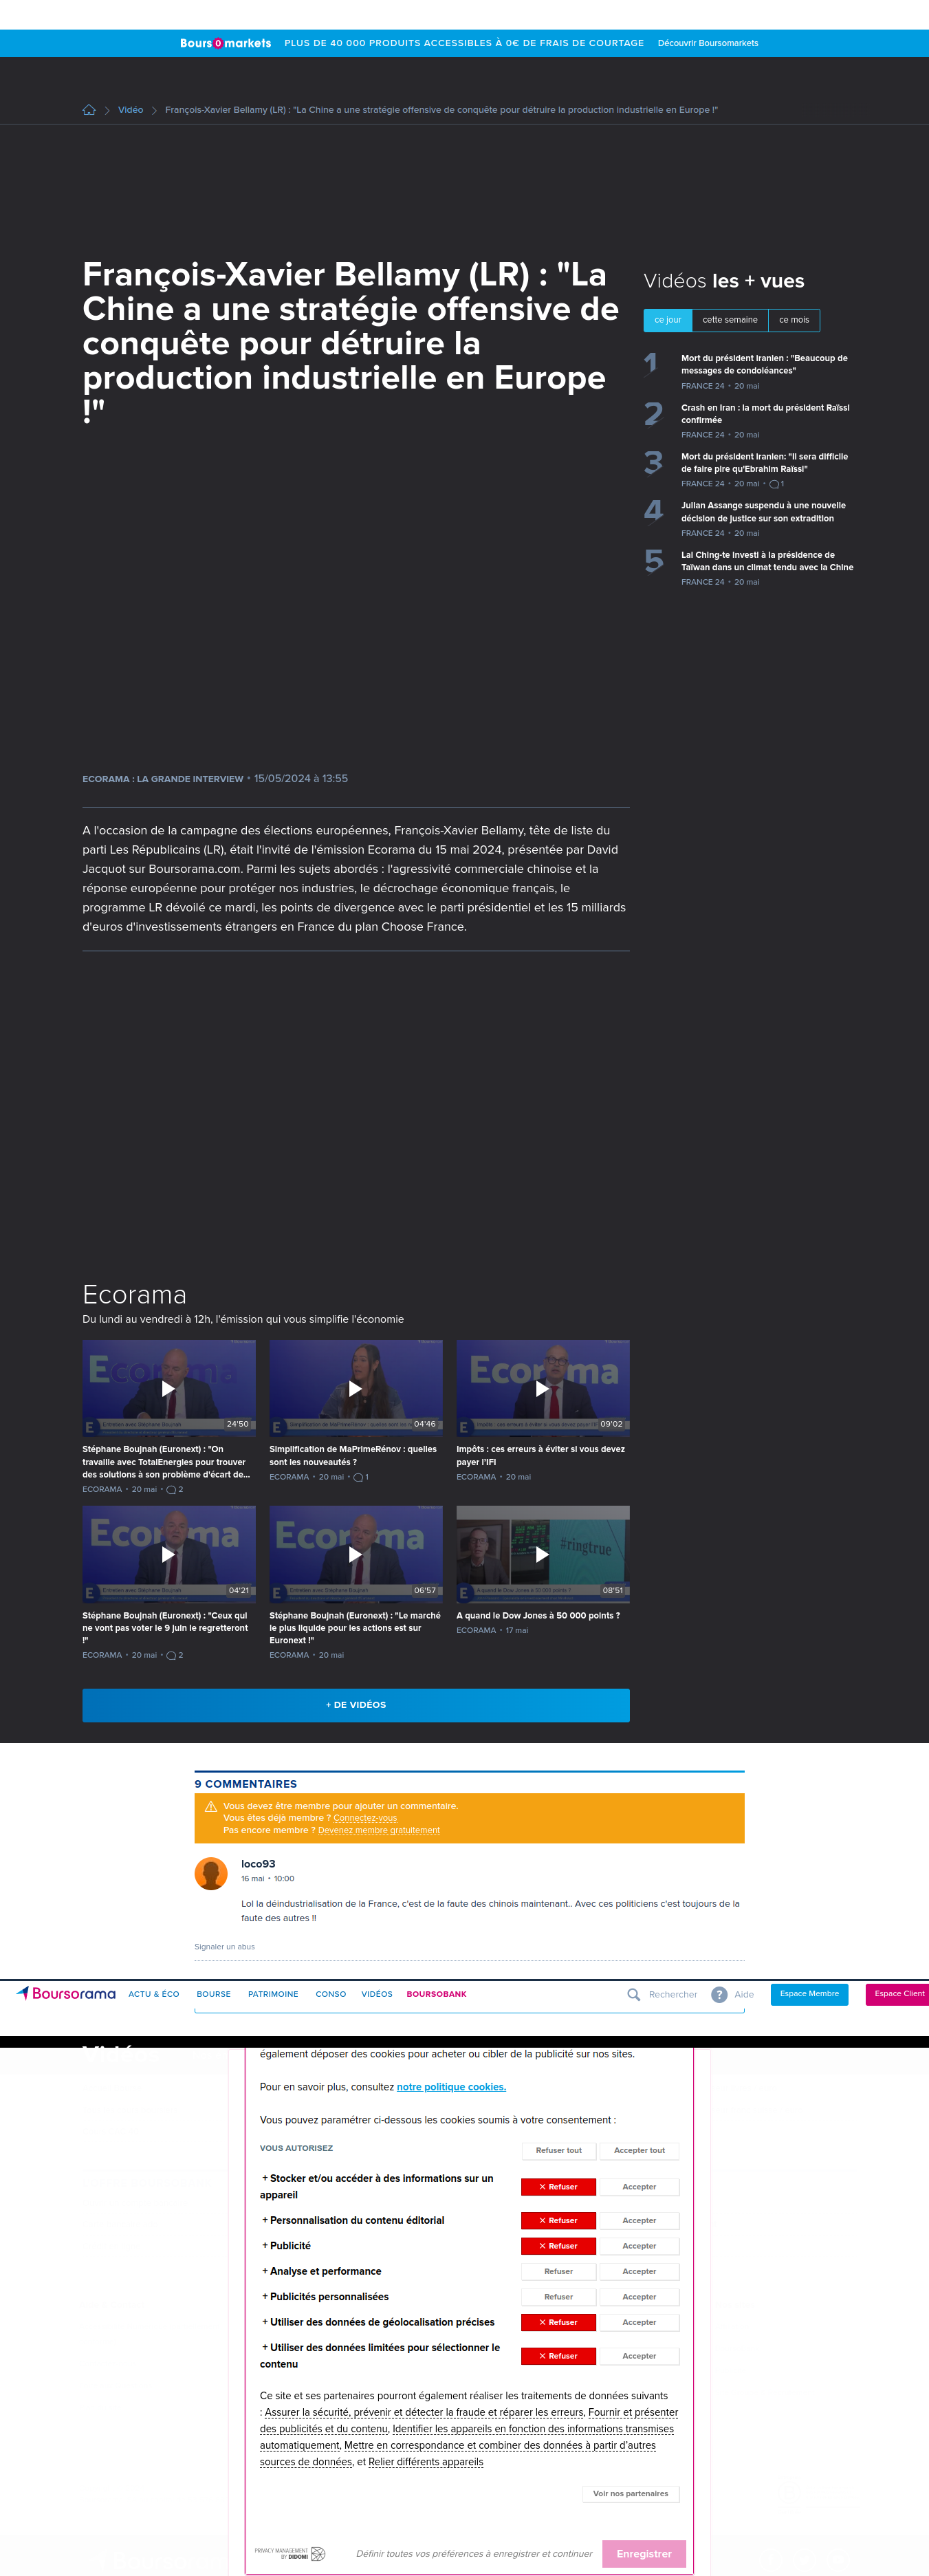 Bours0markets PLUS DE 40 000 PRODUITS ACCESSIBLES À 0€ DE FRAIS DE COURTAGE Découvrir Boursomarkets
Vidéo François-Xavier Bellamy (LR) : "La Chine a une stratégie offensive de conquête pour détruire la production industrielle en Europe !"
François-Xavier Bellamy (LR) : "La
Chine a une stratégie offensive de
conquête pour détruire la
production industrielle en Europe
!"
Vidéos les + vues
ce jour cette semaine ce mois
1 Mort du président iranien : "Beaucoup de
messages de condoléances"
FRANCE 24 • 20 mai
2 Crash en Iran : la mort du président Raïssi
confirmée
FRANCE 24 • 20 mai
3 Mort du président iranien: "Il sera difficile
de faire pire qu'Ebrahim Raïssi"
FRANCE 24 • 20 mai • 1
4 Julian Assange suspendu à une nouvelle
décision de justice sur son extradition
FRANCE 24 • 20 mai
5 Lai Ching-te investi à la présidence de
Taïwan dans un climat tendu avec la Chine
FRANCE 24 • 20 mai
ECORAMA : LA GRANDE INTERVIEW • 15/05/2024 à 13:55
A l'occasion de la campagne des élections européennes, François-Xavier Bellamy, tête de liste du
parti Les Républicains (LR), était l'invité de l'émission Ecorama du 15 mai 2024, présentée par David
Jacquot sur Boursorama.com. Parmi les sujets abordés : l'agressivité commerciale chinoise et la
réponse européenne pour protéger nos industries, le décrochage économique français, le
programme LR dévoilé ce mardi, les points de divergence avec le parti présidentiel et les 15 milliards
d'euros d'investissements étrangers en France du plan Choose France.
Ecorama
Du lundi au vendredi à 12h, l'émission qui vous simplifie l'économie
Ecorama
24'50
04'46
Ecorama
09'02
Stéphane Boujnah (Euronext) : "On
travaille avec TotalEnergies pour trouver
des solutions à son problème d'écart de...
ECORAMA • 20 mai • 2
Simplification de MaPrimeRénov : quelles
sont les nouveautés ?
ECORAMA • 20 mai • 1
Impôts : ces erreurs à éviter si vous devez
payer l'IFI
ECORAMA • 20 mai
Ecorama
04'21
Ecorama
06'57
#ringtrue
08'51
Stéphane Boujnah (Euronext) : "Ceux qui
ne vont pas voter le 9 juin le regretteront
!"
ECORAMA • 20 mai • 2
Stéphane Boujnah (Euronext) : "Le marché
le plus liquide pour les actions est sur
Euronext !"
ECORAMA • 20 mai
A quand le Dow Jones à 50 000 points ?
ECORAMA • 17 mai
+ DE VIDÉOS
9 COMMENTAIRES
Vous devez être membre pour ajouter un commentaire.
Vous êtes déjà membre ? Connectez-vous
Pas encore membre ? Devenez membre gratuitement
loco93
16 mai • 10:00
Lol la déindustrialisation de la France, c'est de la faute des chinois maintenant.. Avec ces politiciens c'est toujours de la
faute des autres !!
Signaler un abus
Boursorama ACTU & ÉCO BOURSE PATRIMOINE CONSO VIDÉOS BOURSOBANK Rechercher ? Aide Espace Membre Espace Client
également déposer des cookies pour acheter ou cibler de la publicité sur nos sites.
Pour en savoir plus, consultez notre politique cookies.
Vous pouvez paramétrer ci-dessous les cookies soumis à votre consentement :
VOUS AUTORISEZ Refuser tout Accepter tout
+ Stocker et/ou accéder à des informations sur un
appareil
✕ Refuser Accepter
+ Personnalisation du contenu éditorial ✕ Refuser Accepter
+ Publicité ✕ Refuser Accepter
+ Analyse et performance Refuser Accepter
+ Publicités personnalisées Refuser Accepter
+ Utiliser des données de géolocalisation précises ✕ Refuser Accepter
+ Utiliser des données limitées pour sélectionner le
contenu
✕ Refuser Accepter
Ce site et ses partenaires pourront également réaliser les traitements de données suivants
: Assurer la sécurité, prévenir et détecter la fraude et réparer les erreurs, Fournir et présenter
des publicités et du contenu, Identifier les appareils en fonction des informations transmises
automatiquement, Mettre en correspondance et combiner des données à partir d'autres
sources de données, et Relier différents appareils
Voir nos partenaires
PRIVACY MANAGEMENT
BY DIDOMI
Définir toutes vos préférences à enregistrer et continuer Enregistrer